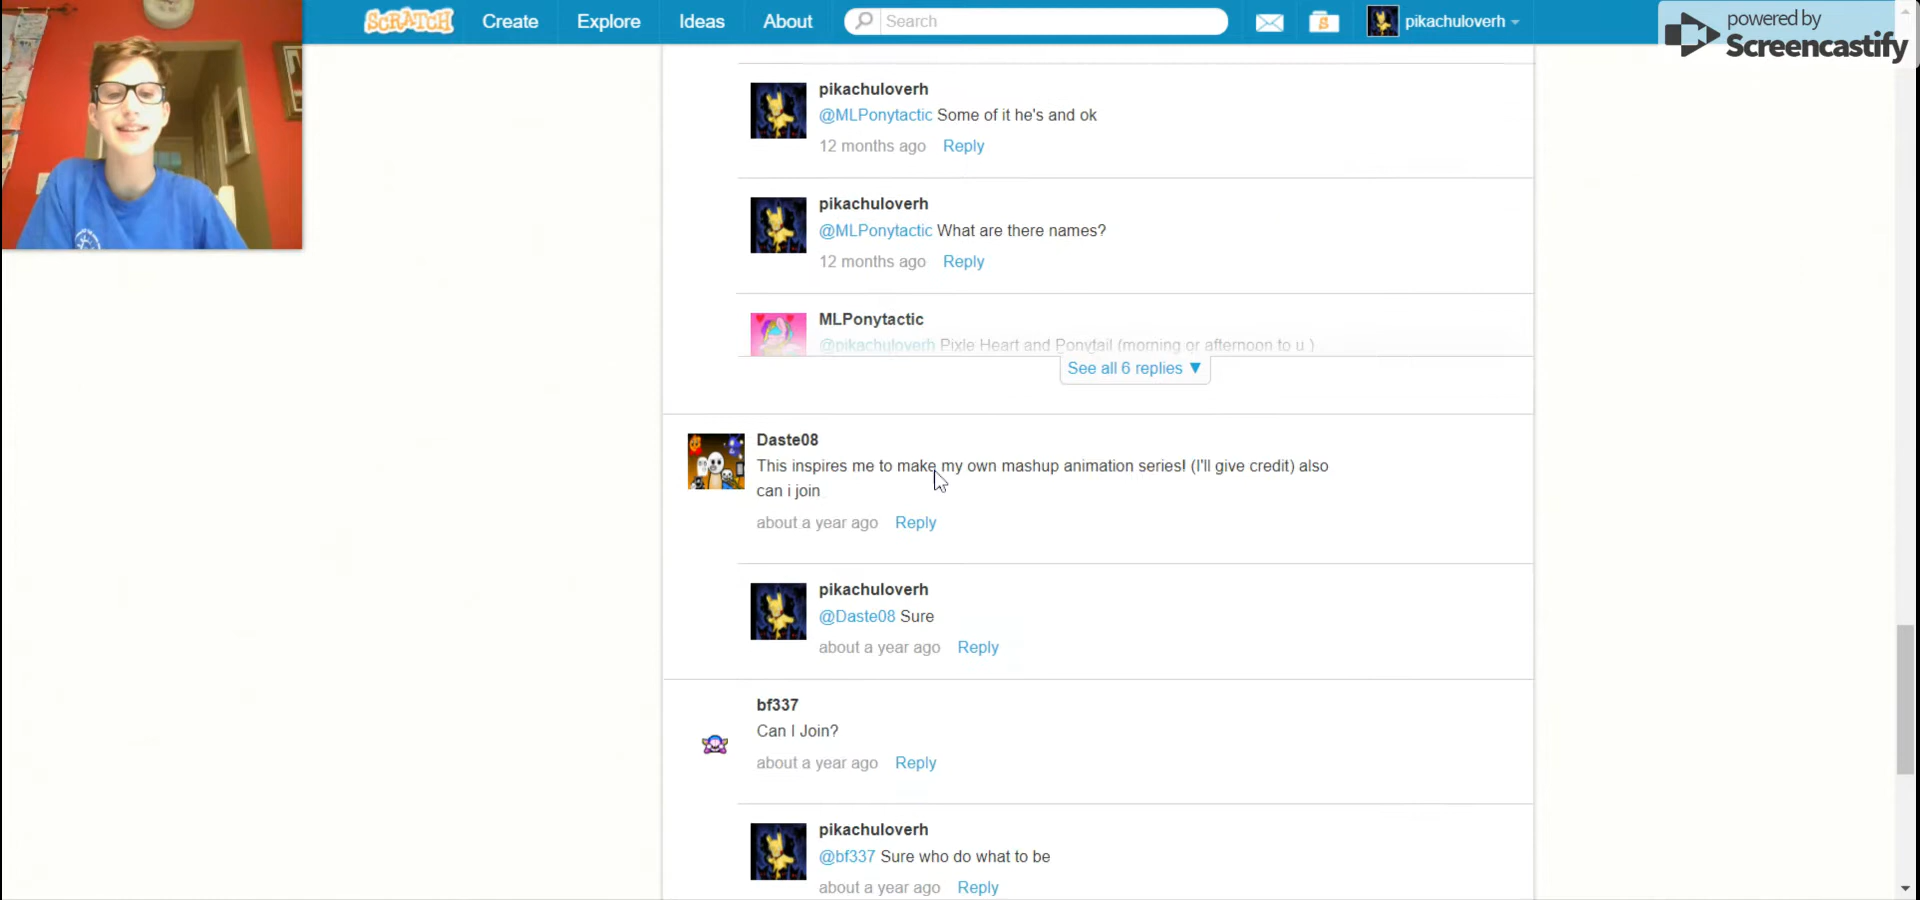 SCRATCH Create Explore Ideas About Search pikachuloverh
powered by
Screencastify
pikachuloverh
@MLPonytactic Some of it he's and ok
12 months ago Reply
pikachuloverh
@MLPonytactic What are there names?
12 months ago Reply
MLPonytactic
@pikachuloverh Pixle Heart and Ponytail (morning or afternoon to u )
See all 6 replies ▼
Daste08
This inspires me to make my own mashup animation series! (I'll give credit) also
can i join
about a year ago Reply
pikachuloverh
@Daste08 Sure
about a year ago Reply
bf337
Can I Join?
about a year ago Reply
pikachuloverh
@bf337 Sure who do what to be
about a year ago Reply